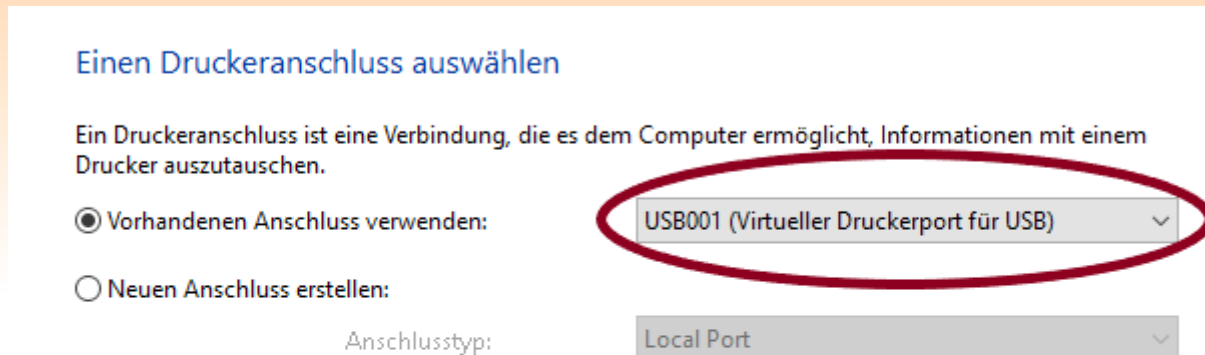 Einen Druckeranschluss auswählen
Ein Druckeranschluss ist eine Verbindung, die es dem Computer ermöglicht, Informationen mit einem
Drucker auszutauschen.
Vorhandenen Anschluss verwenden: USB001 (Virtueller Druckerport für USB)
Neuen Anschluss erstellen:
Anschlusstyp: Local Port